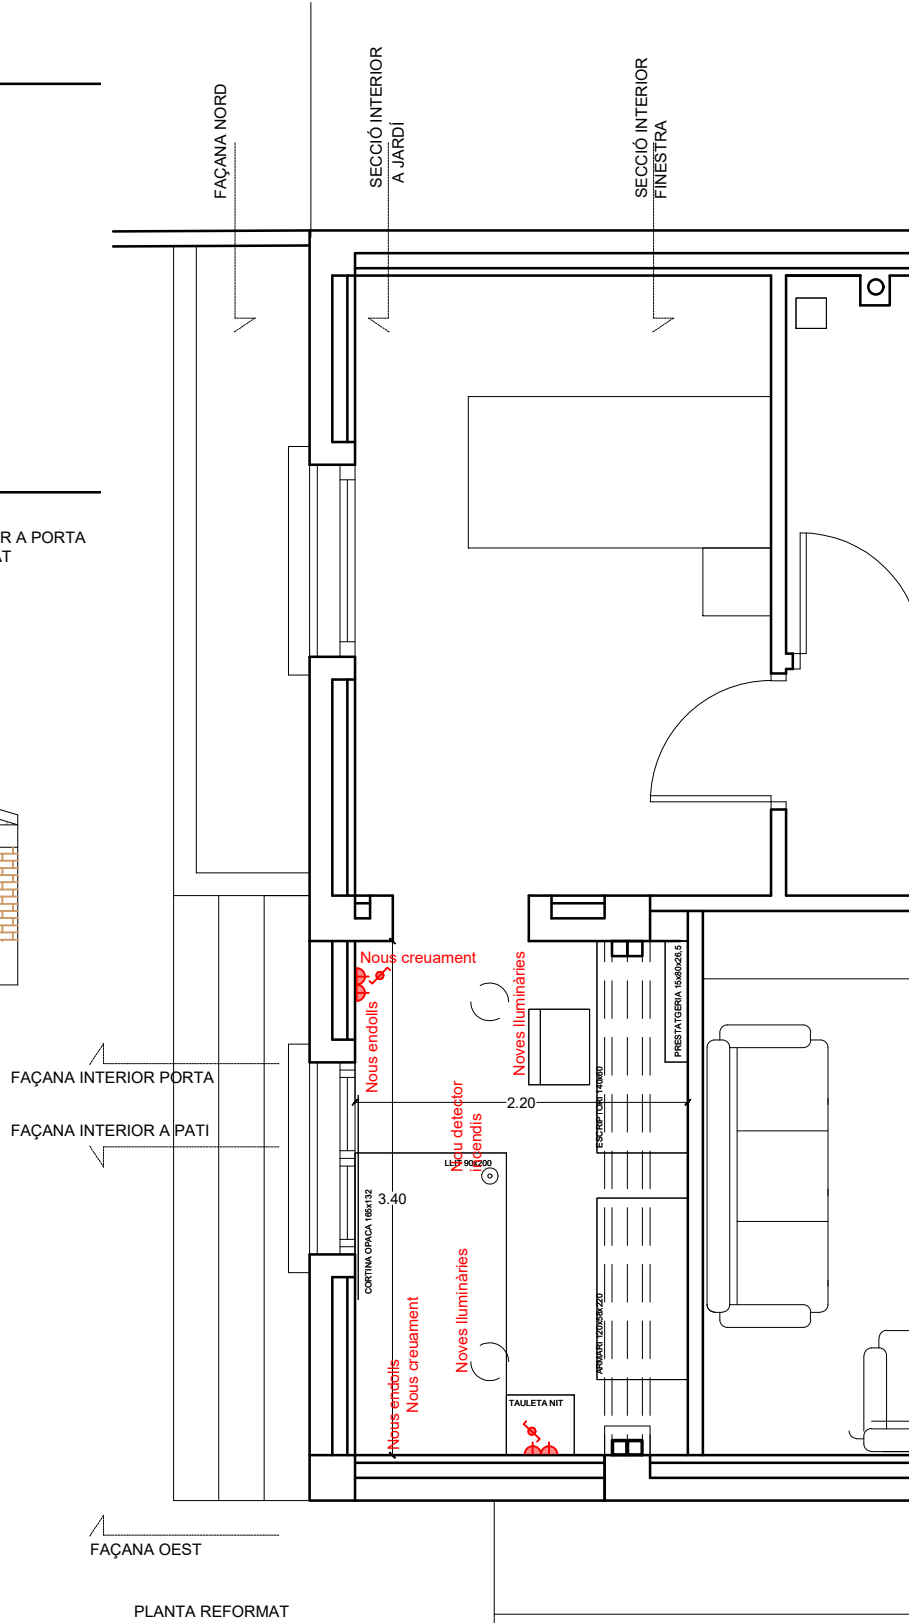 FAÇANA NORD
SECCIÓ INTERIOR
A JARDÍ
SECCIÓ INTERIOR
FINESTRA
R A PORTA
AT
Nous creuament
Nous endolls
Noves lluminàries
PRESTATGERIA 15x80x26,5
FAÇANA INTERIOR PORTA
2.20
ESCRIPTORI 140x60
FAÇANA INTERIOR A PATI
Nou detector
incendis
LLIT 90x200
CORTINA OPACA 165x132
3.40
Noves lluminàries
Nous endolls
Nous creuament
ARMARI 120x58x220
TAULETA NIT
FAÇANA OEST
PLANTA REFORMAT